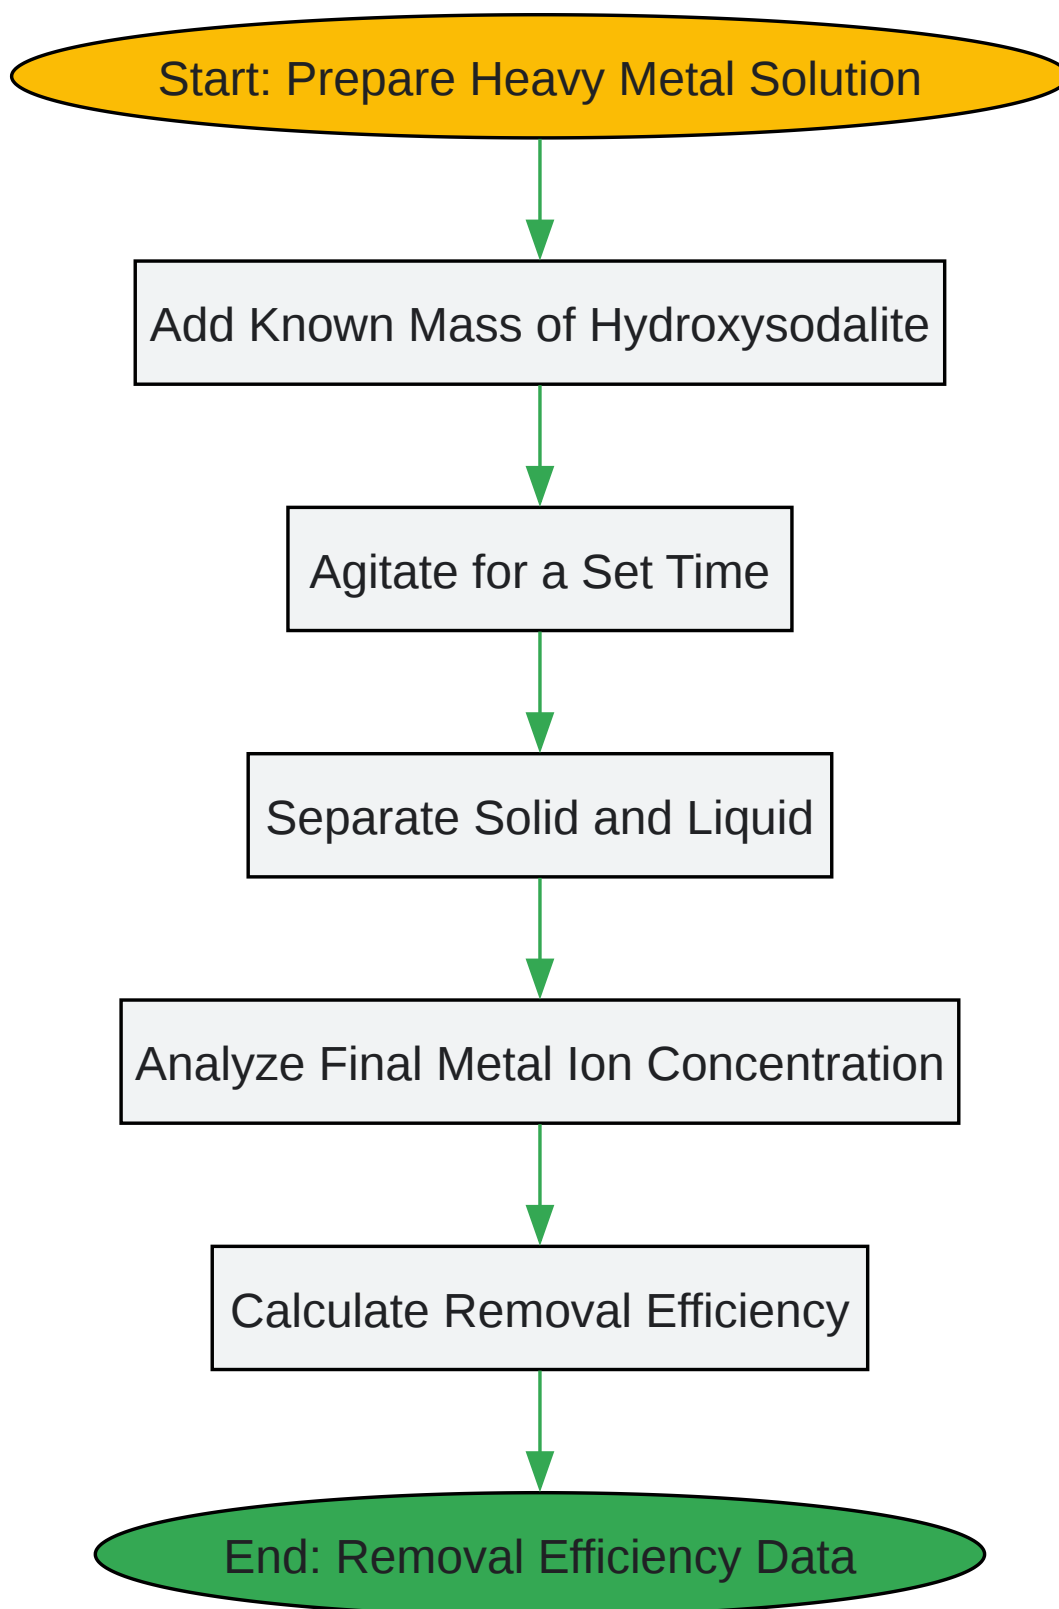 Start: Prepare Heavy Metal Solution
Add Known Mass of Hydroxysodalite
Agitate for a Set Time
Separate Solid and Liquid
Analyze Final Metal Ion Concentration
Calculate Removal Efficiency
End: Removal Efficiency Data